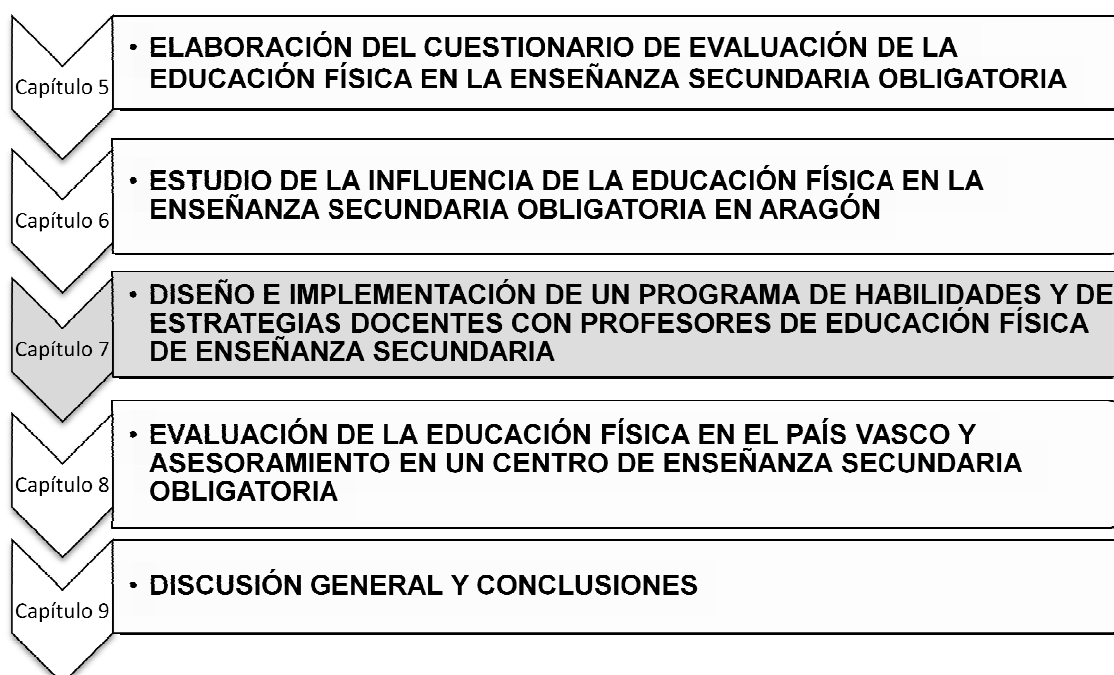 Capítulo 5
• ELABORACIÓN DEL CUESTIONARIO DE EVALUACIÓN DE LA
EDUCACIÓN FÍSICA EN LA ENSEÑANZA SECUNDARIA OBLIGATORIA
Capítulo 6
• ESTUDIO DE LA INFLUENCIA DE LA EDUCACIÓN FÍSICA EN LA
ENSEÑANZA SECUNDARIA OBLIGATORIA EN ARAGÓN
Capítulo 7
• DISEÑO E IMPLEMENTACIÓN DE UN PROGRAMA DE HABILIDADES Y DE
ESTRATEGIAS DOCENTES CON PROFESORES DE EDUCACIÓN FÍSICA
DE ENSEÑANZA SECUNDARIA
Capítulo 8
• EVALUACIÓN DE LA EDUCACIÓN FÍSICA EN EL PAÍS VASCO Y
ASESORAMIENTO EN UN CENTRO DE ENSEÑANZA SECUNDARIA
OBLIGATORIA
Capítulo 9
• DISCUSIÓN GENERAL Y CONCLUSIONES